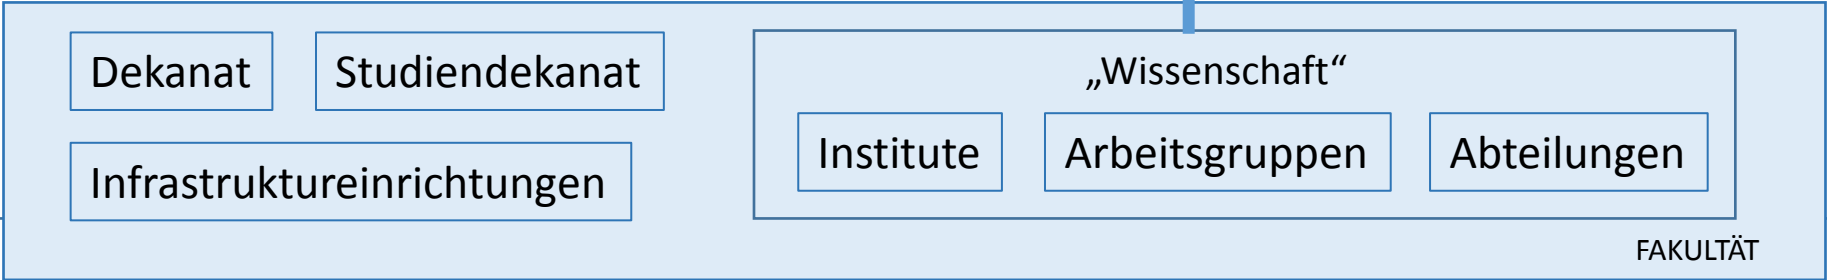 Dekanat
Studiendekanat
Infrastruktureinrichtungen
„Wissenschaft“
Institute
Arbeitsgruppen
Abteilungen
FAKULTÄT